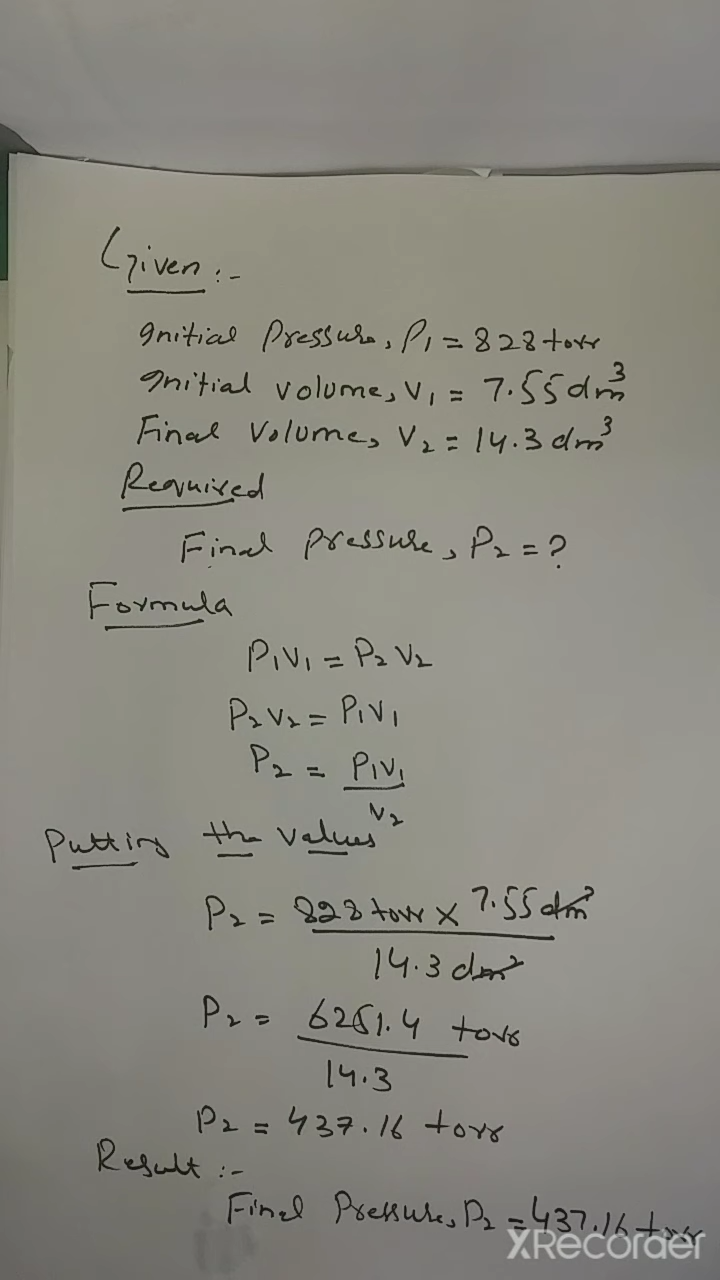 Given :-
Initial Pressure, P₁ = 828 torr
Initial volume, V₁ = 7.55 dm³
Final Volume, V₂ = 14.3 dm³
Required
Final pressure, P₂ = ?
Formula
P₁V₁ = P₂V₂
P₂V₂ = P₁V₁
P₂ = P₁V₁
V₂
Putting the values
P₂ = 828 torr × 7.55 dm³
14.3 dm³
P₂ = 6251.4 torr
14.3
P₂ = 437.16 torr
Result :-
Final Pressure, P₂ = 437.16 torr
XRecorder